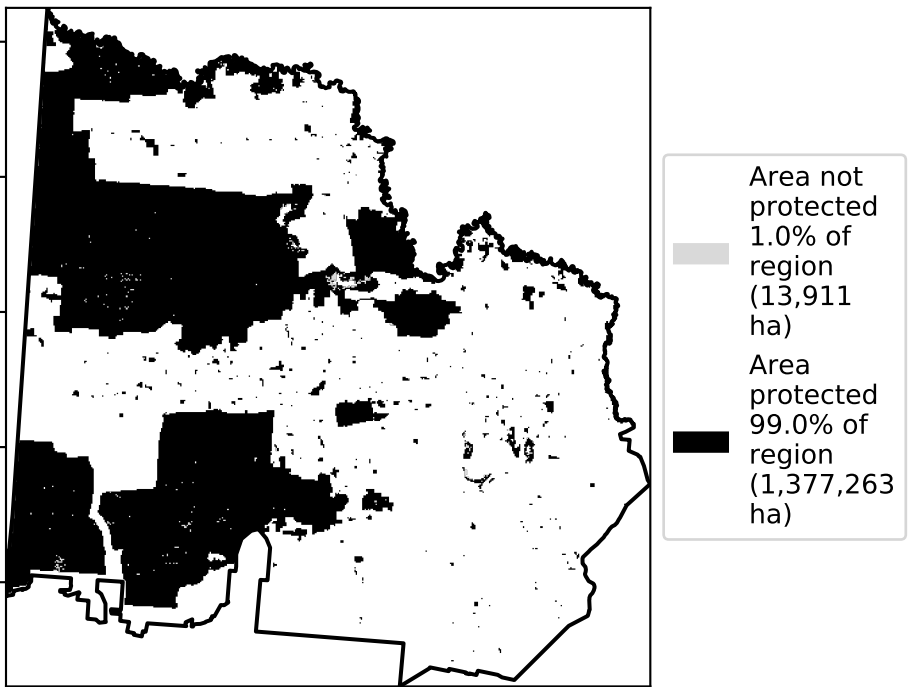 Area not
protected
1.0% of
region
(13,911
ha)
Area
protected
99.0% of
region
(1,377,263
ha)